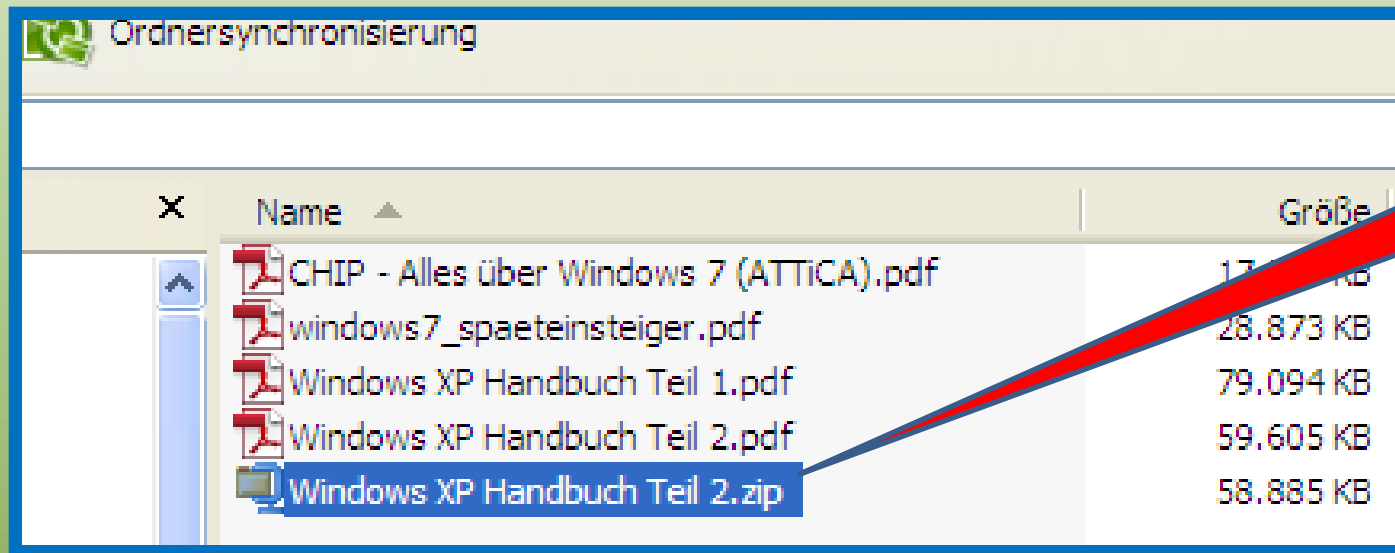 Ordnersynchronisierung
Name Größe
CHIP - Alles über Windows 7 (ATTiCA).pdf KB
windows7_spaeteinsteiger.pdf 28.873 KB
Windows XP Handbuch Teil 1.pdf 79.094 KB
Windows XP Handbuch Teil 2.pdf 59.605 KB
Windows XP Handbuch Teil 2.zip 58.885 KB